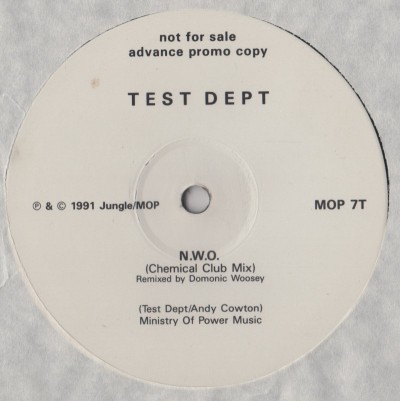 not for sale
advance promo copy
TEST DEPT
℗ & © 1991 Jungle/MOP
MOP 7T
N.W.O.
(Chemical Club Mix)
Remixed by Domonic Woosey
(Test Dept/Andy Cowton)
Ministry Of Power Music